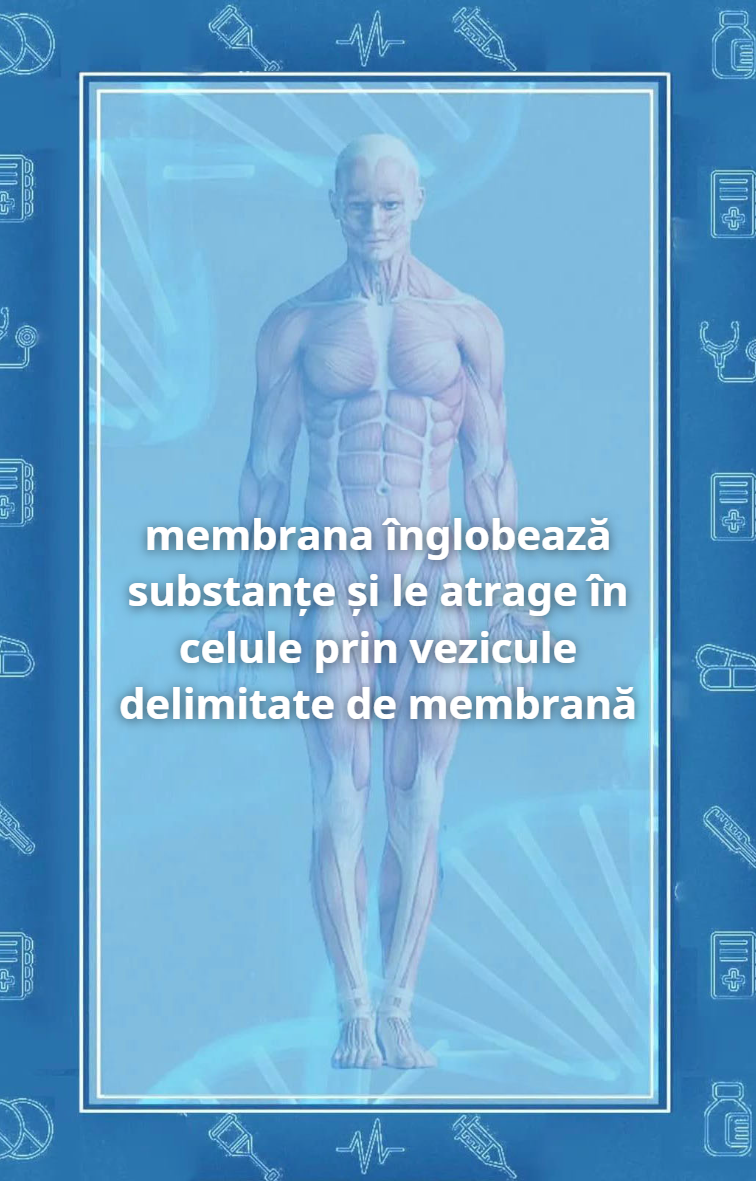 membrana înglobează
substanțe și le atrage în
celule prin vezicule
delimitate de membrană